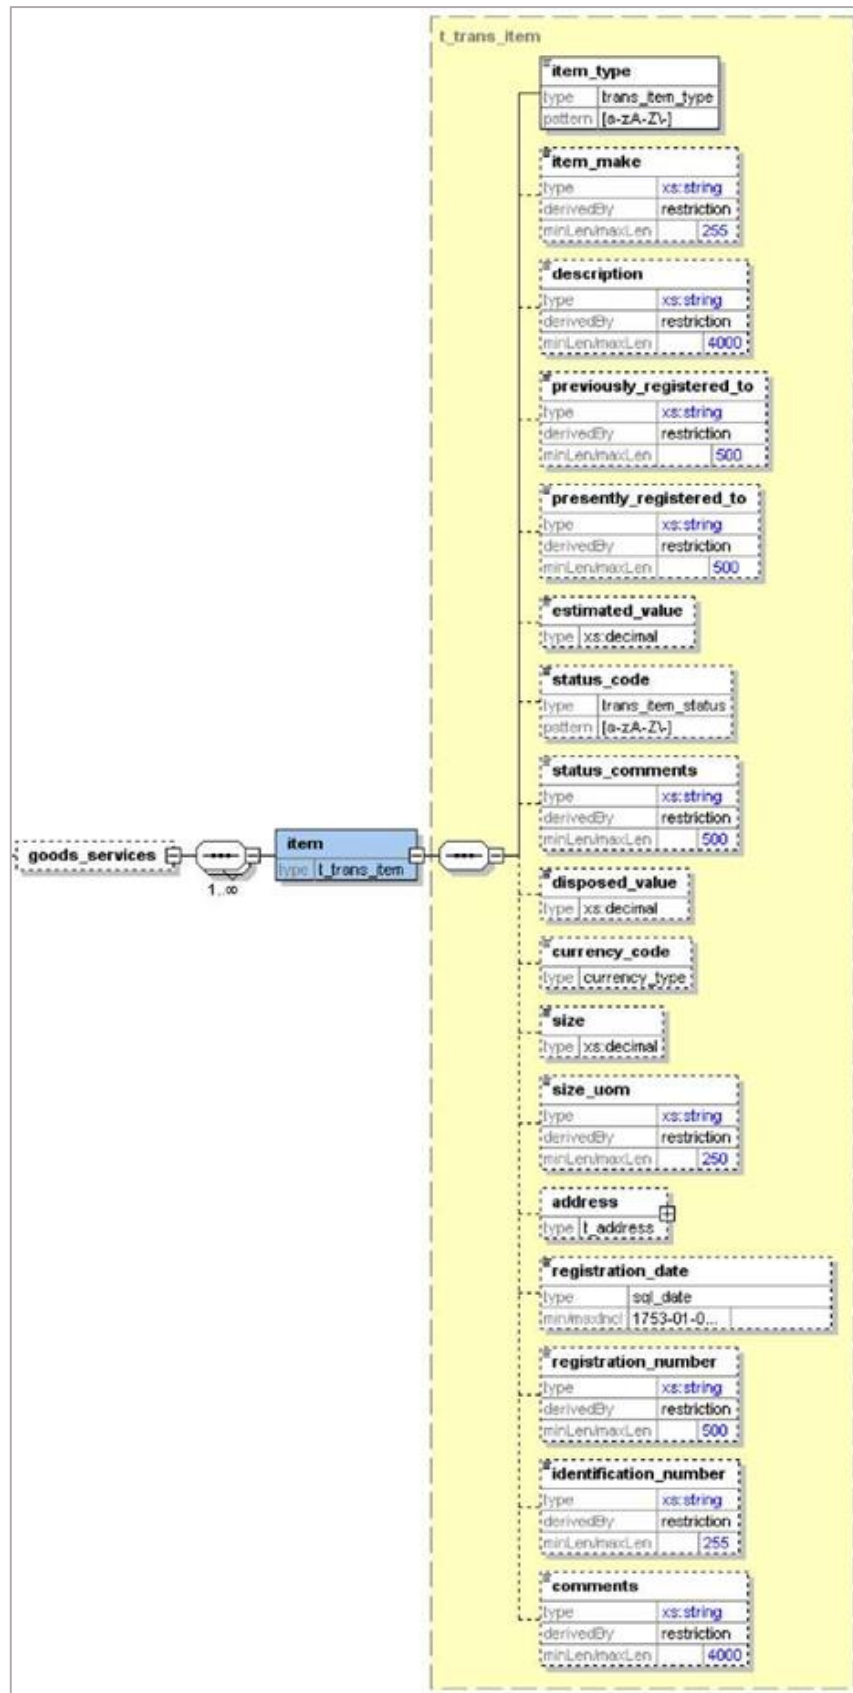 t_trans_item
item_type
type trans_item_type
pattern [a-zA-Z\-]
item_make
type xs:string
derivedBy restriction
minLen/maxLen 255
description
type xs:string
derivedBy restriction
minLen/maxLen 4000
previously_registered_to
type xs:string
derivedBy restriction
minLen/maxLen 500
presently_registered_to
type xs:string
derivedBy restriction
minLen/maxLen 500
estimated_value
type xs:decimal
status_code
type trans_item_status
pattern [a-zA-Z\-]
status_comments
type xs:string
derivedBy restriction
minLen/maxLen 500
goods_services
1..∞
item
type t_trans_item
disposed_value
type xs:decimal
currency_code
type currency_type
size
type xs:decimal
size_uom
type xs:string
derivedBy restriction
minLen/maxLen 250
address
type t_address
registration_date
type sql_date
min/maxIncl 1753-01-0...
registration_number
type xs:string
derivedBy restriction
minLen/maxLen 500
identification_number
type xs:string
derivedBy restriction
minLen/maxLen 255
comments
type xs:string
derivedBy restriction
minLen/maxLen 4000